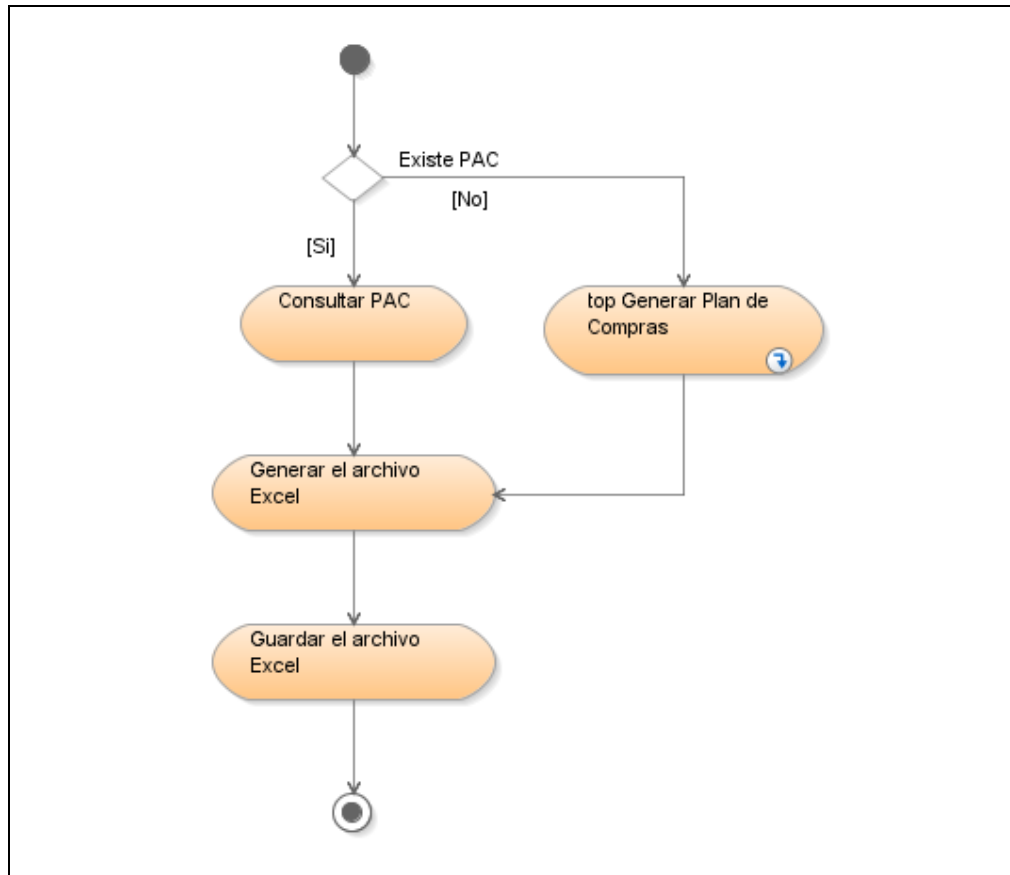 Existe PAC
[No]
[Si]
Consultar PAC
top Generar Plan de
Compras
Generar el archivo
Excel
Guardar el archivo
Excel